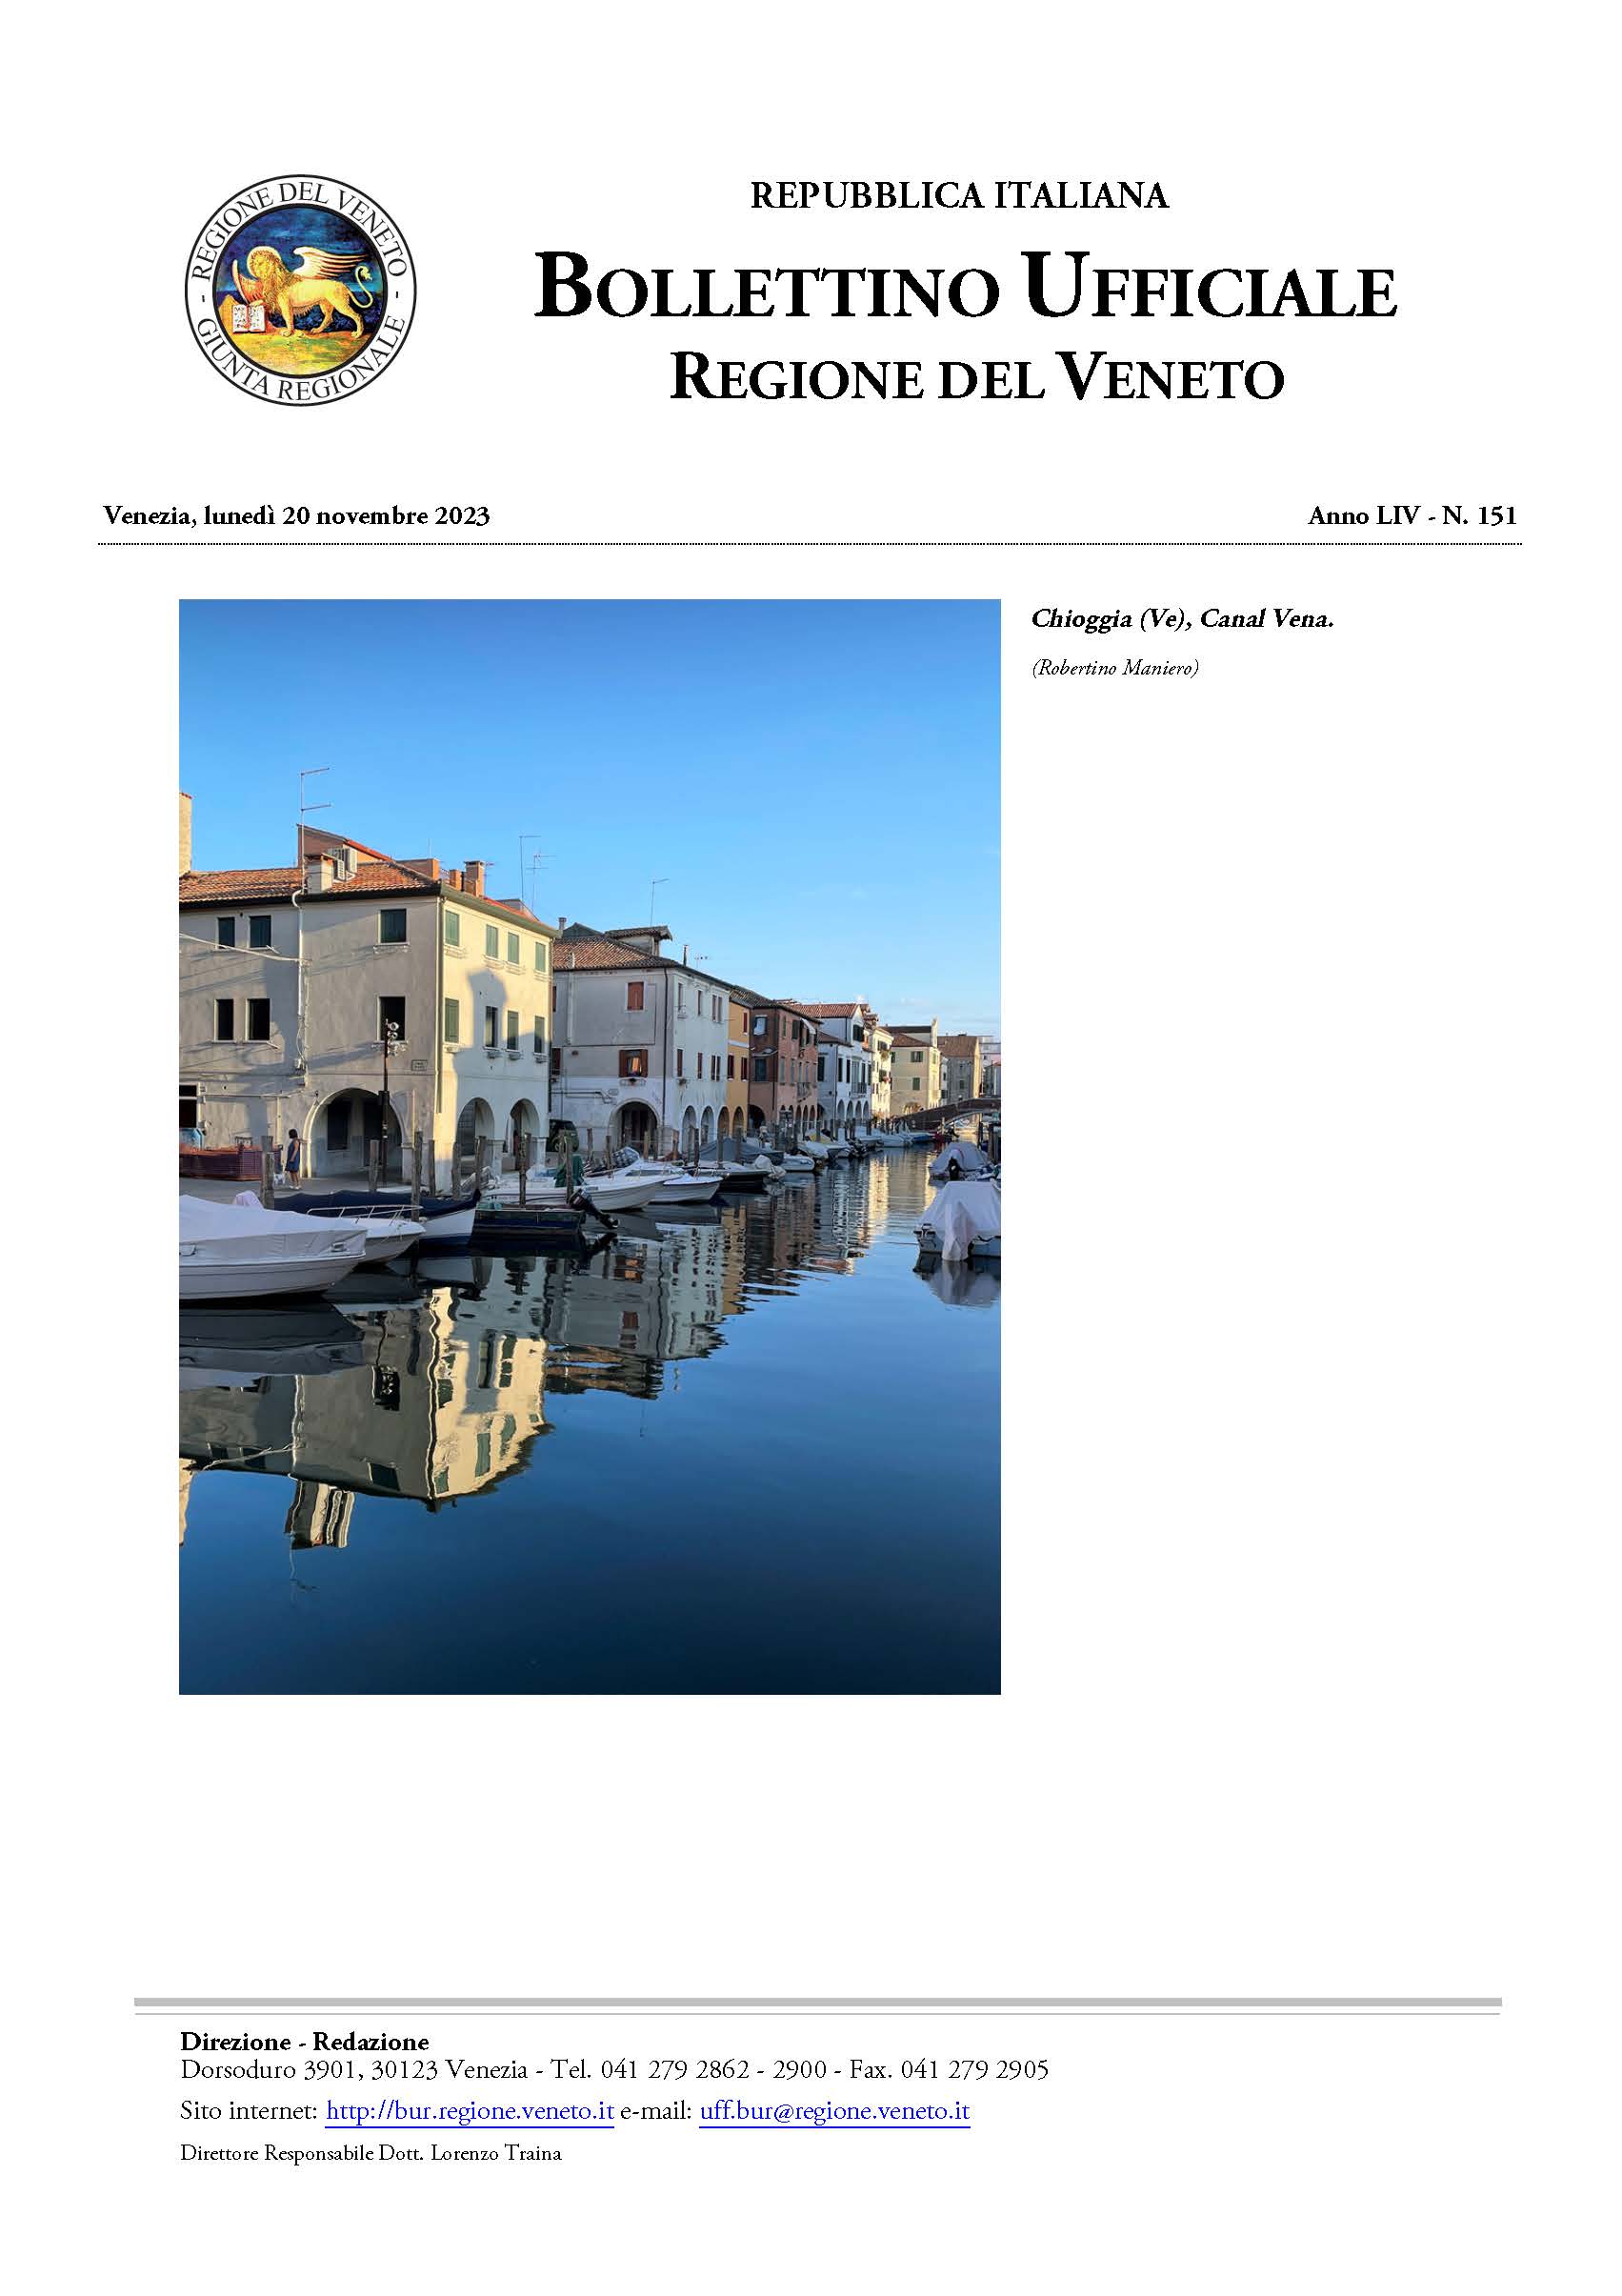 REGIONE DEL VENETO
GIUNTA REGIONALE
REPUBBLICA ITALIANA
BOLLETTINO UFFICIALE
REGIONE DEL VENETO
Venezia, lunedì 20 novembre 2023 Anno LIV - N. 151
Chioggia (Ve), Canal Vena.
(Robertino Maniero)
Direzione - Redazione
Dorsoduro 3901, 30123 Venezia - Tel. 041 279 2862 - 2900 - Fax. 041 279 2905
Sito internet: http://bur.regione.veneto.it e-mail: uff.bur@regione.veneto.it
Direttore Responsabile Dott. Lorenzo Traina